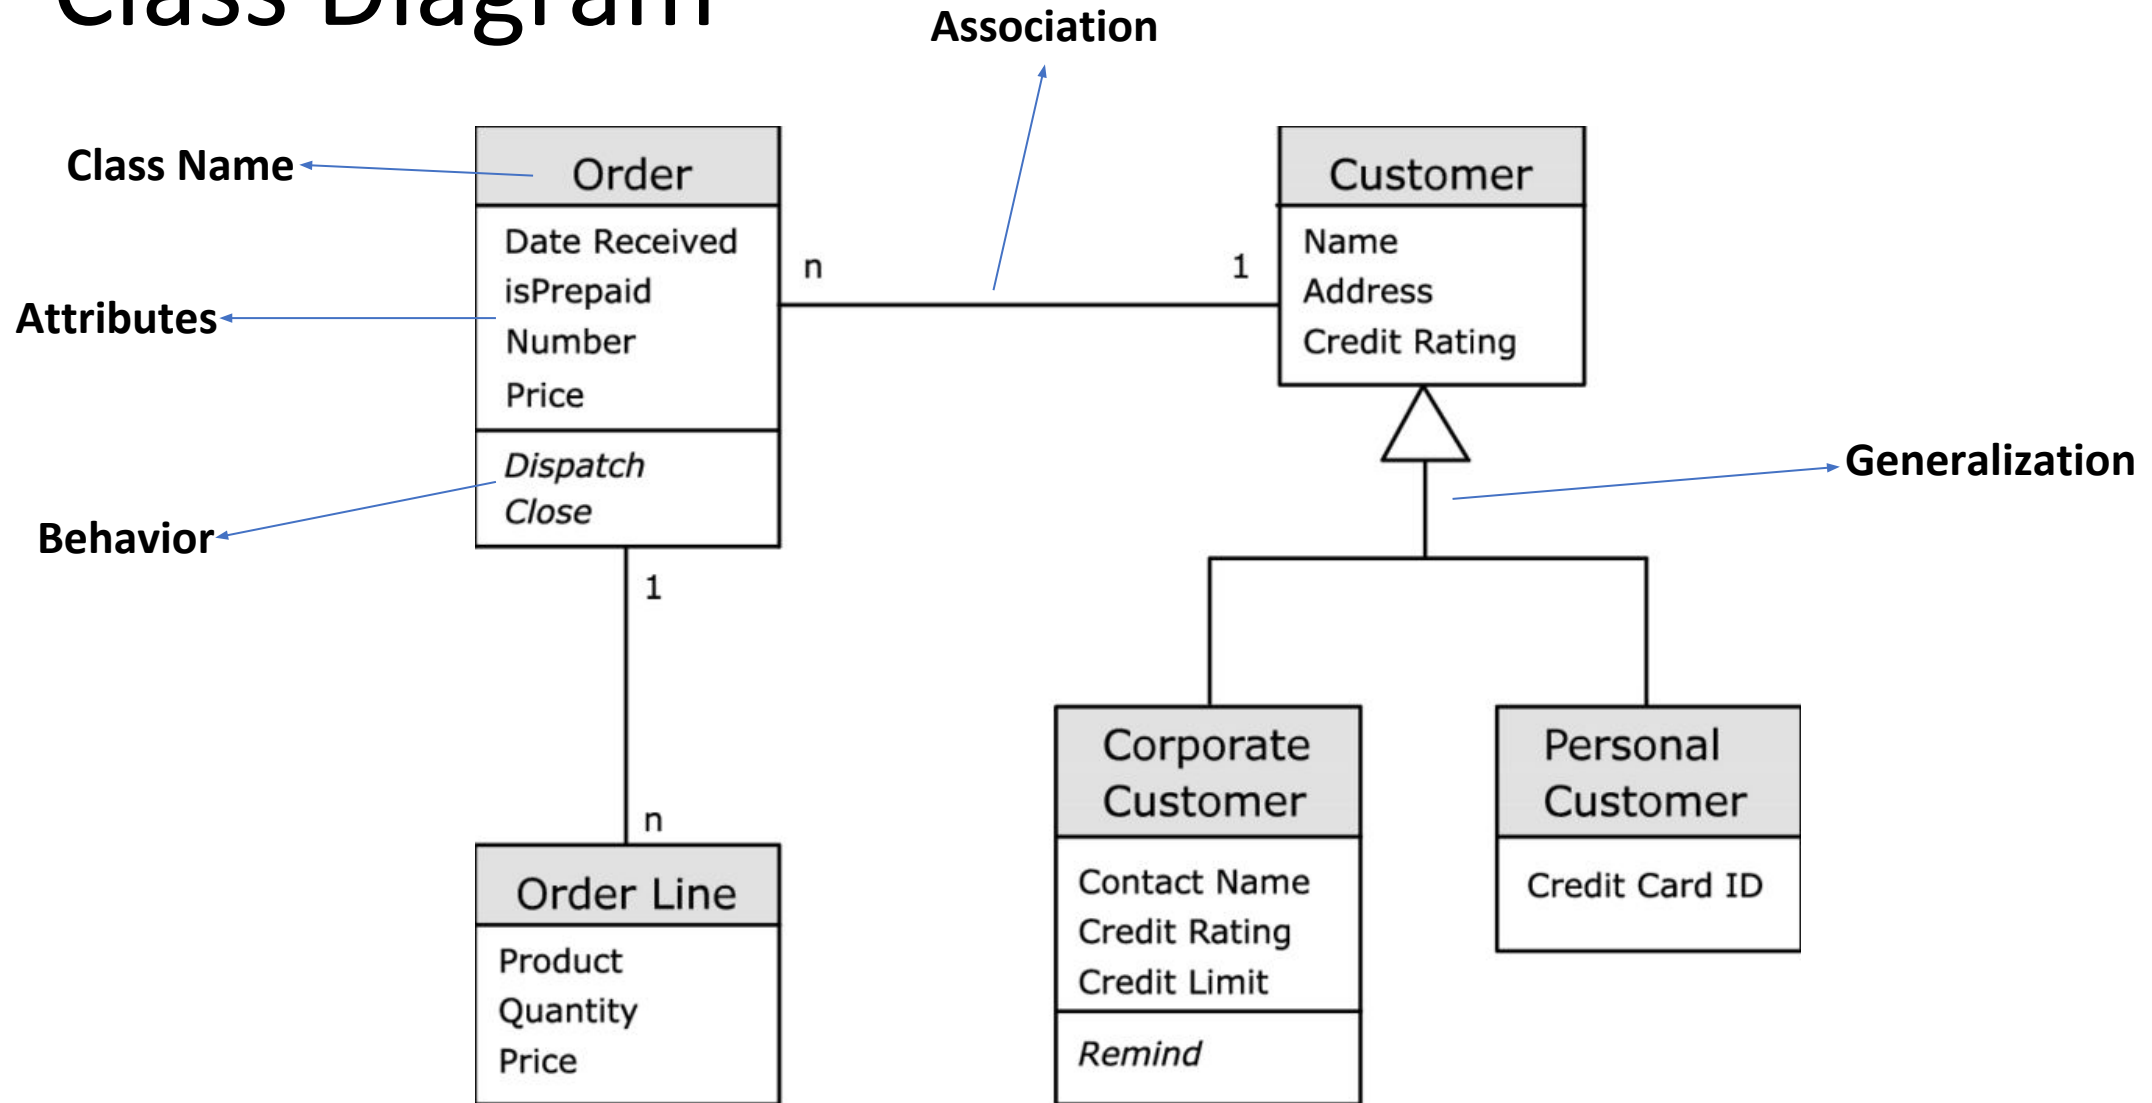 Class Diagram
Association
Class Name
Order
Customer
Date Received
isPrepaid
Number
Price
n
1
Name
Address
Credit Rating
Attributes
Dispatch
Close
Behavior
Generalization
1
n
Order Line
Product
Quantity
Price
Corporate
Customer
Contact Name
Credit Rating
Credit Limit
Remind
Personal
Customer
Credit Card ID